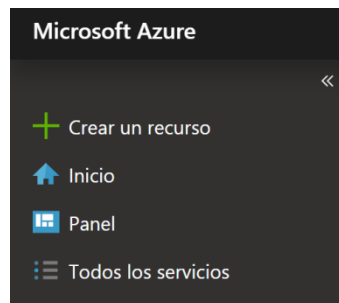 Microsoft Azure
«
Crear un recurso
Inicio
Panel
Todos los servicios